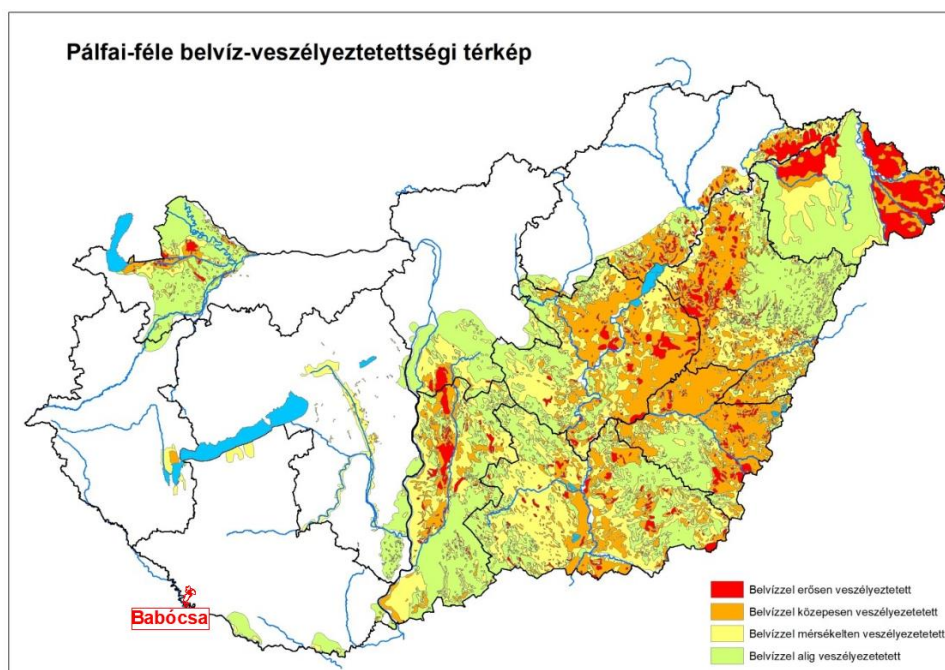 Pálfai-féle belvíz-veszélyeztetettségi térkép
Babócsa
Belvízzel erősen veszélyeztetett
Belvízzel közepesen veszélyezetetett
Belvízzel mérsékelten veszélyezetetett
Belvízzel alig veszélyezetetett